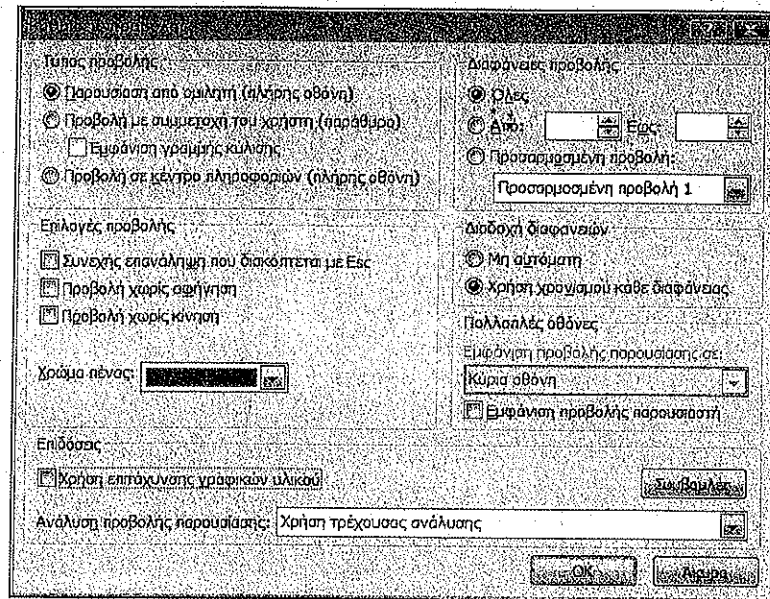 Τύπος προβολής
Παρουσίαση από ομιλητή (πλήρης οθόνη)
Προβολή με συμμετοχή του χρήστη (παράθυρο)
Εμφάνιση γραμμής κύλισης
Προβολή σε κέντρο πληροφοριών (πλήρης οθόνη)
Διαφάνειες προβολής
Όλες
Από: Έως:
Προσαρμοσμένη προβολή:
Προσαρμοσμένη προβολή 1
Επιλογές προβολής
Συνεχής επανάληψη που διακόπτεται με Esc
Προβολή χωρίς αφήγηση
Προβολή χωρίς κίνηση
Χρώμα πένας:
Διαδοχή διαφανειών
Μη αυτόματη
Χρήση χρονισμού κάθε διαφάνειας
Πολλαπλές οθόνες
Εμφάνιση προβολής παρουσίασης σε:
Κύρια οθόνη
Εμφάνιση προβολής παρουσιαστή
Επιδόσεις
Χρήση επιτάχυνσης γραφικών υλικού
Συμβουλές
Ανάλυση προβολής παρουσίασης: Χρήση τρέχουσας ανάλυσης
OK Άκυρο